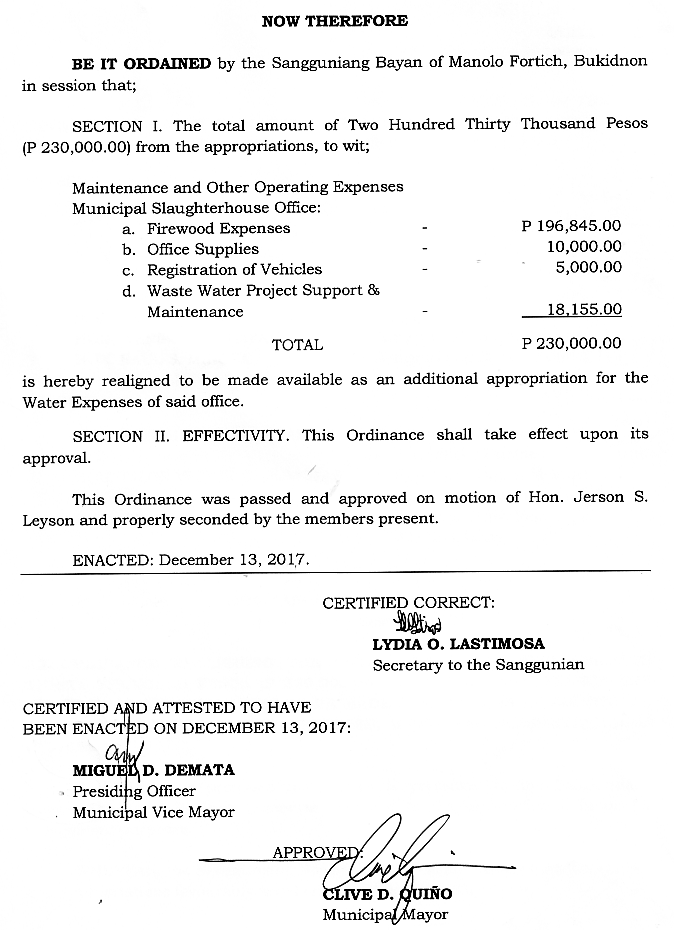 NOW THEREFORE
BE IT ORDAINED by the Sangguniang Bayan of Manolo Fortich, Bukidnon
in session that;
SECTION I. The total amount of Two Hundred Thirty Thousand Pesos
(P 230,000.00) from the appropriations, to wit;
Maintenance and Other Operating Expenses
Municipal Slaughterhouse Office:
a. Firewood Expenses - P 196,845.00
b. Office Supplies - 10,000.00
c. Registration of Vehicles - 5,000.00
d. Waste Water Project Support &
Maintenance - 18,155.00
TOTAL P 230,000.00
is hereby realigned to be made available as an additional appropriation for the
Water Expenses of said office.
SECTION II. EFFECTIVITY. This Ordinance shall take effect upon its
approval.
This Ordinance was passed and approved on motion of Hon. Jerson S.
Leyson and properly seconded by the members present.
ENACTED: December 13, 2017.
CERTIFIED CORRECT:
LYDIA O. LASTIMOSA
Secretary to the Sanggunian
CERTIFIED AND ATTESTED TO HAVE
BEEN ENACTED ON DECEMBER 13, 2017:
MIGUEL D. DEMATA
Presiding Officer
Municipal Vice Mayor
APPROVED:
CLIVE D. QUIÑO
Municipal Mayor